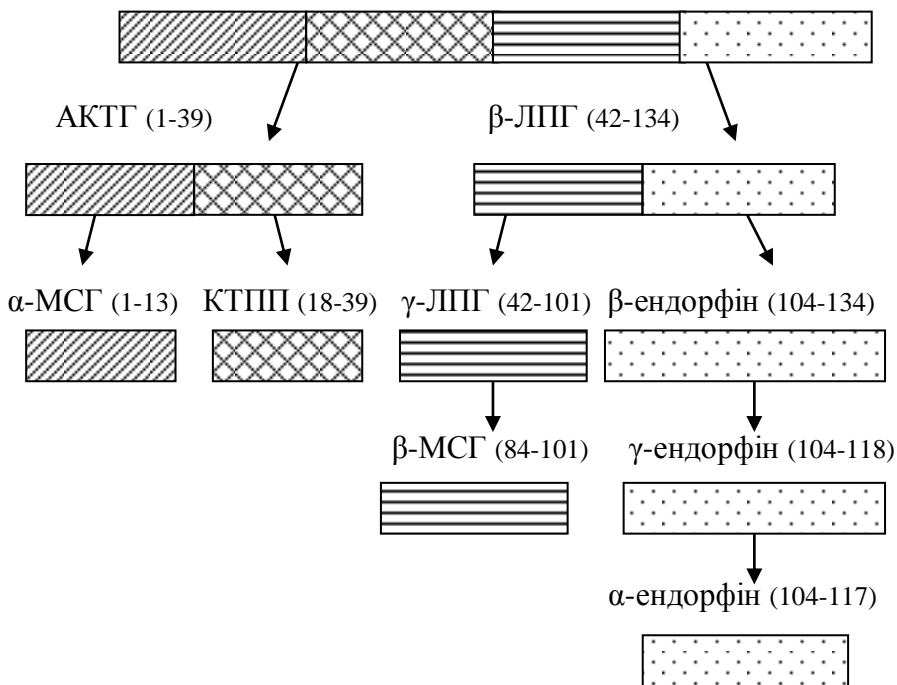 АКТГ (1-39) β-ЛПГ (42-134)
α-МСГ (1-13) КТПП (18-39) γ-ЛПГ (42-101) β-ендорфін (104-134)
β-МСГ (84-101) γ-ендорфін (104-118)
α-ендорфін (104-117)